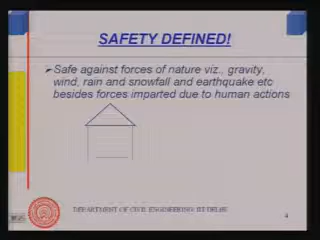 SAFETY DEFINED!
Safe against forces of nature viz., gravity,
wind, rain and snowfall and earthquake etc
besides forces imparted due to human actions
DEPARTMENT OF CIVIL ENGINEERING IIT DELHI
4